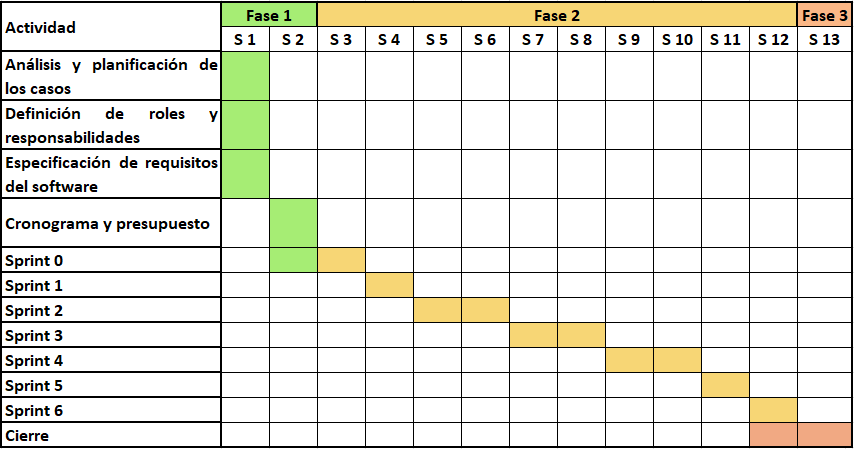 Actividad
Fase 1 Fase 2 Fase 3
S 1 S 2 S 3 S 4 S 5 S 6 S 7 S 8 S 9 S 10 S 11 S 12 S 13
Análisis y planificación de
los casos
Definición de roles y
responsabilidades
Especificación de requisitos
del software
Cronograma y presupuesto
Sprint 0
Sprint 1
Sprint 2
Sprint 3
Sprint 4
Sprint 5
Sprint 6
Cierre